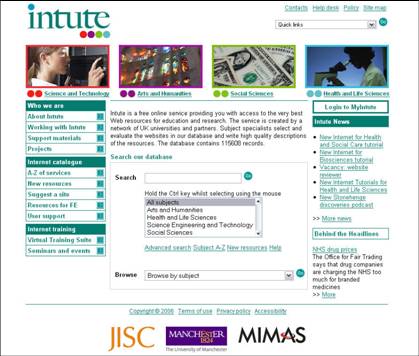 intute
Contacts Help desk Policy Site map
Quick links
Go
Science and Technology
Arts and Humanities
Social Sciences
Health and Life Sciences
Who we are
About Intute
Working with Intute
Support materials
Projects
Internet catalogue
A-Z of services
New resources
Suggest a site
Resources for FE
User support
Internet training
Virtual Training Suite
Seminars and events
Intute is a free online service providing you with access to the very best
Web resources for education and research. The service is created by a
network of UK universities and partners. Subject specialists select and
evaluate the websites in our database and write high quality descriptions
of the resources. The database contains 115608 records.
Search our database
Search
Go
Hold the Ctrl key whilst selecting using the mouse
All subjects
Arts and Humanities
Health and Life Sciences
Science Engineering and Technology
Social Sciences
Advanced search Subject A-Z New resources Help
Browse
Browse by subject
Go
Login to MyIntute
Intute News
New Internet for Health
and Social Care tutorial
New Internet for
Biosciences tutorial
Vacancy: website
reviewer
New Internet Tutorials for
Health and Life Sciences
New Stonehenge
discoveries podcast
>> More news
Behind the Headlines
NHS drug prices
The Office for Fair Trading
says that drug companies
are charging the NHS too
much for branded
medicines
>> More
Copyright © 2006 Terms of use Privacy policy Accessibility
JISC
MANCHESTER
1824
The University of Manchester
MIMAS